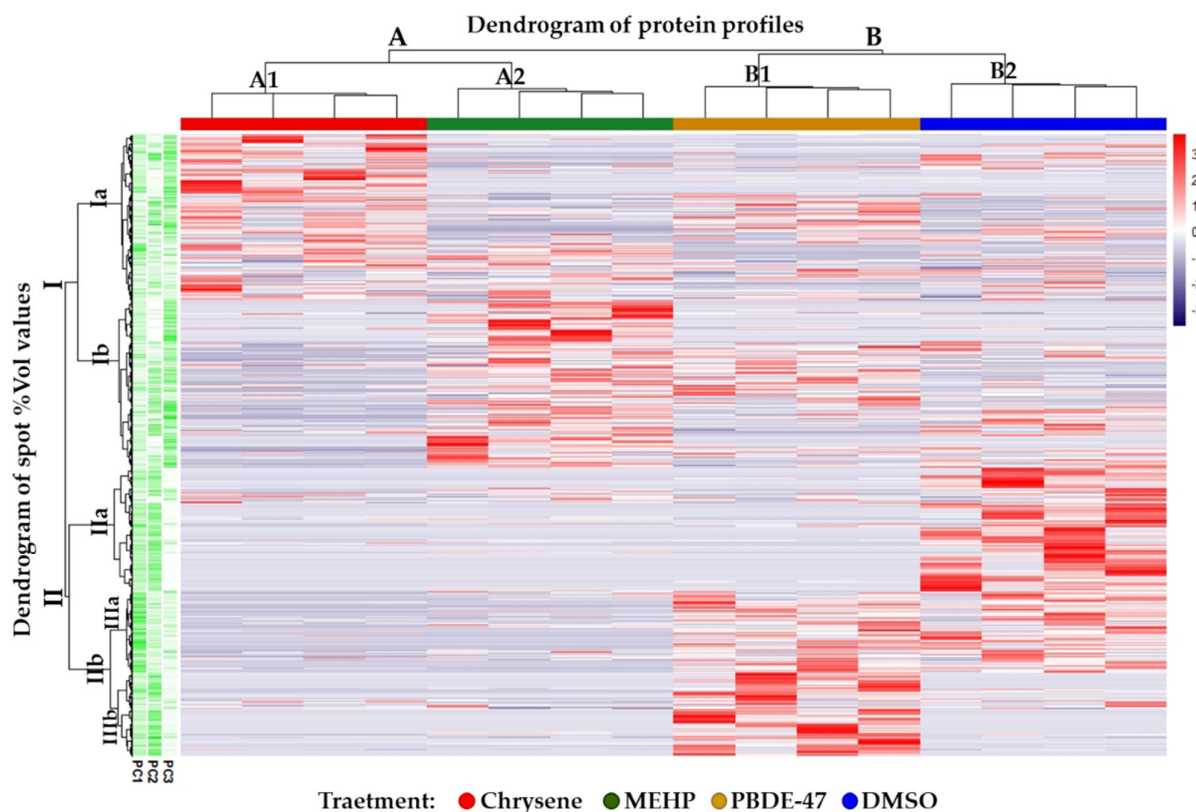 Dendrogram of protein profiles
A
B
A1
A2
B1
B2
3
2
1
0
Dendrogram of spot %Vol values
I
II
Ia
Ib
IIa
IIb
IIIa
IIIb
PC1
PC2
PC3
Traetment: Chrysene MEHP PBDE-47 DMSO